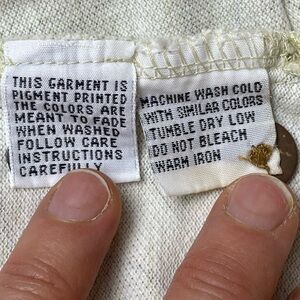 THIS GARMENT IS
PIGMENT PRINTED
THE COLORS ARE
MEANT TO FADE
WHEN WASHED
FOLLOW CARE
INSTRUCTIONS
CAREFULLY
MACHINE WASH COLD
WITH SIMILAR COLORS
TUMBLE DRY LOW
DO NOT BLEACH
WARM IRON